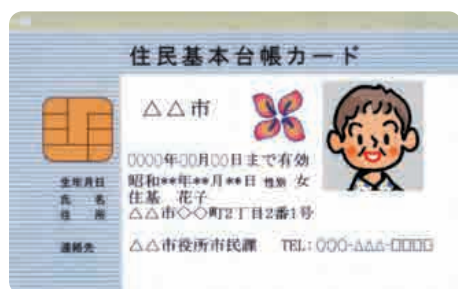 住民基本台帳カード
△△市
□□□□年□□月□□日まで有効
生年月日 昭和**年**月**日 性別 女
氏 名 住基 花子
住 所 △△市◇◇町2丁目2番1号
連絡先 △△市役所市民課 TEL:○○○-△△△-□□□□